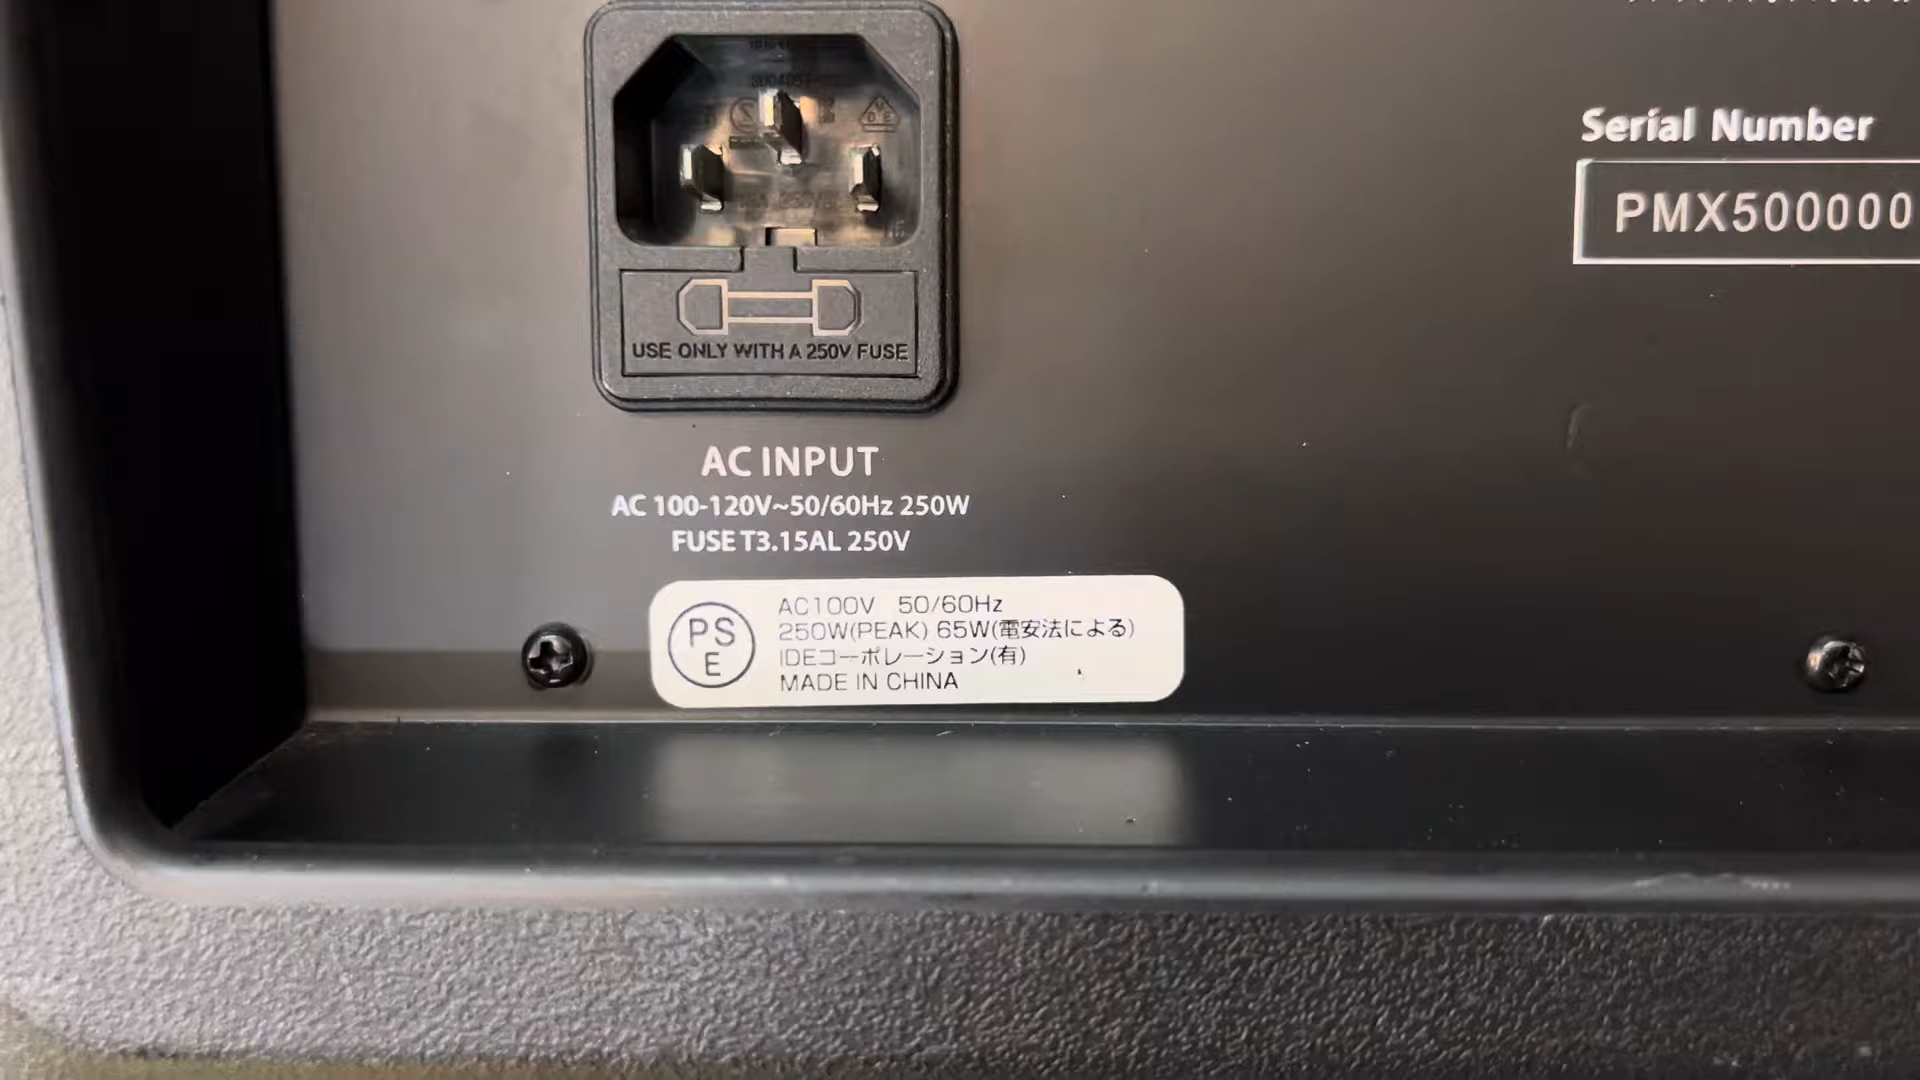 Serial Number
PMX500000
USE ONLY WITH A 250V FUSE
AC INPUT
AC 100-120V~50/60Hz 250W
FUSE T3.15AL 250V
PS
E
AC100V 50/60Hz
250W(PEAK) 65W(電安法による)
IDEコーポレーション(有)
MADE IN CHINA